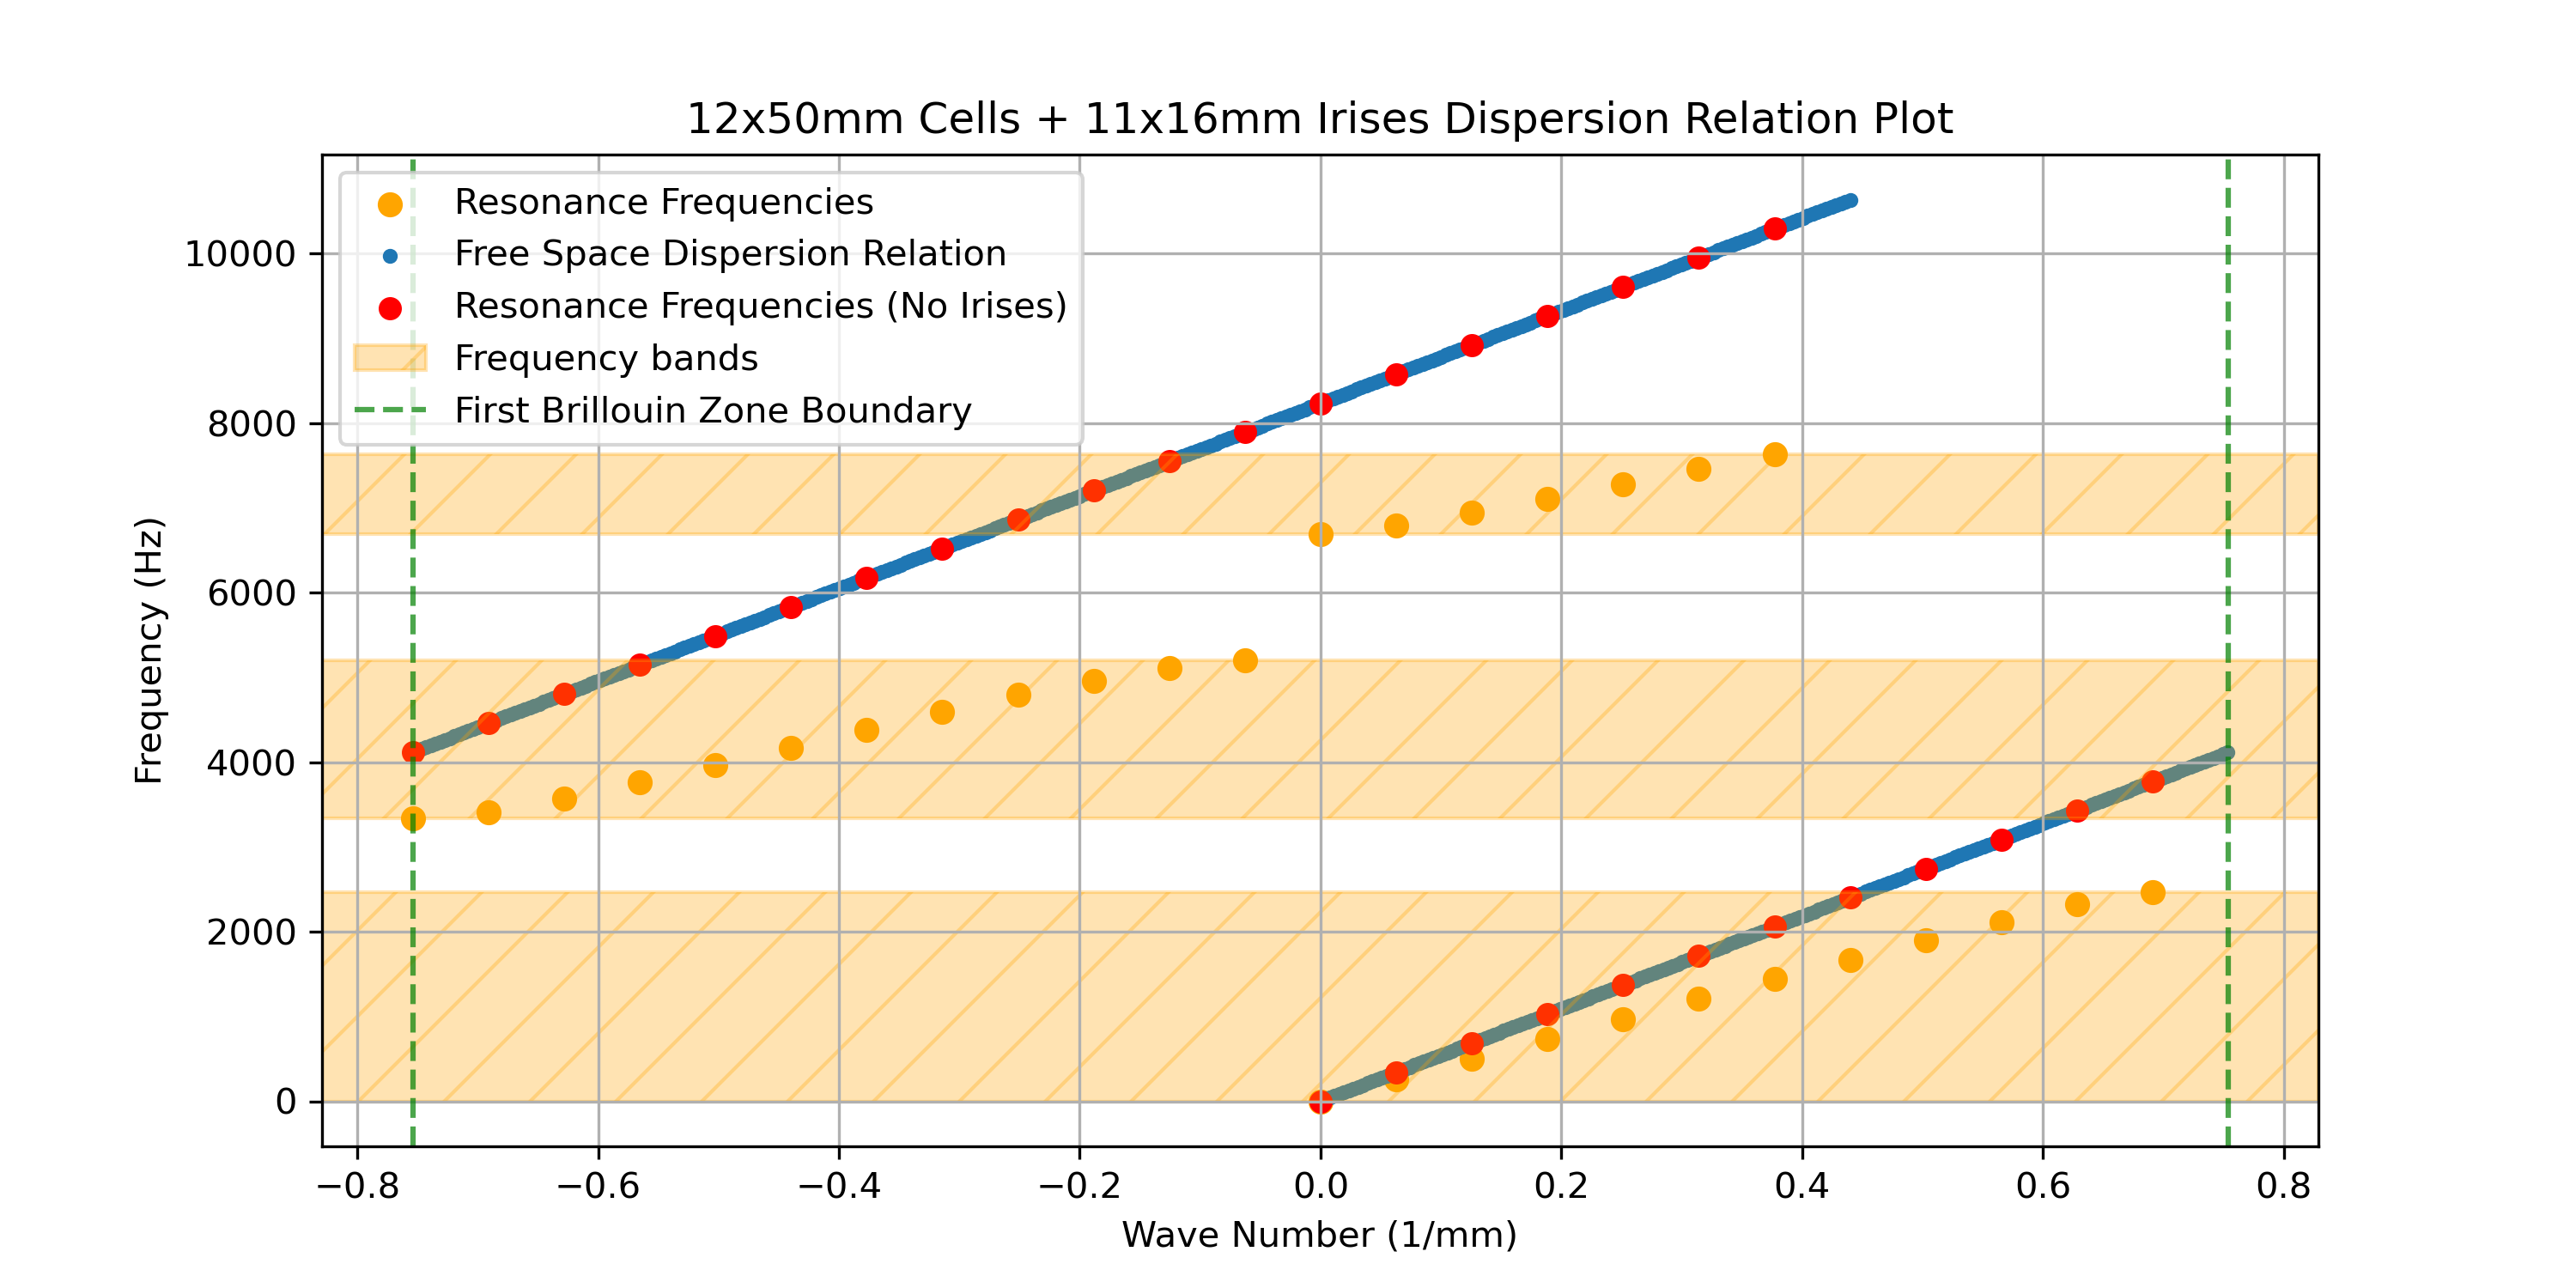 12x50mm Cells + 11x16mm Irises Dispersion Relation Plot
Resonance Frequencies
Free Space Dispersion Relation
Resonance Frequencies (No Irises)
Frequency bands
First Brillouin Zone Boundary
Frequency (Hz)
10000
8000
6000
4000
2000
0
−0.8 −0.6 −0.4 −0.2 0.0 0.2 0.4 0.6 0.8
Wave Number (1/mm)